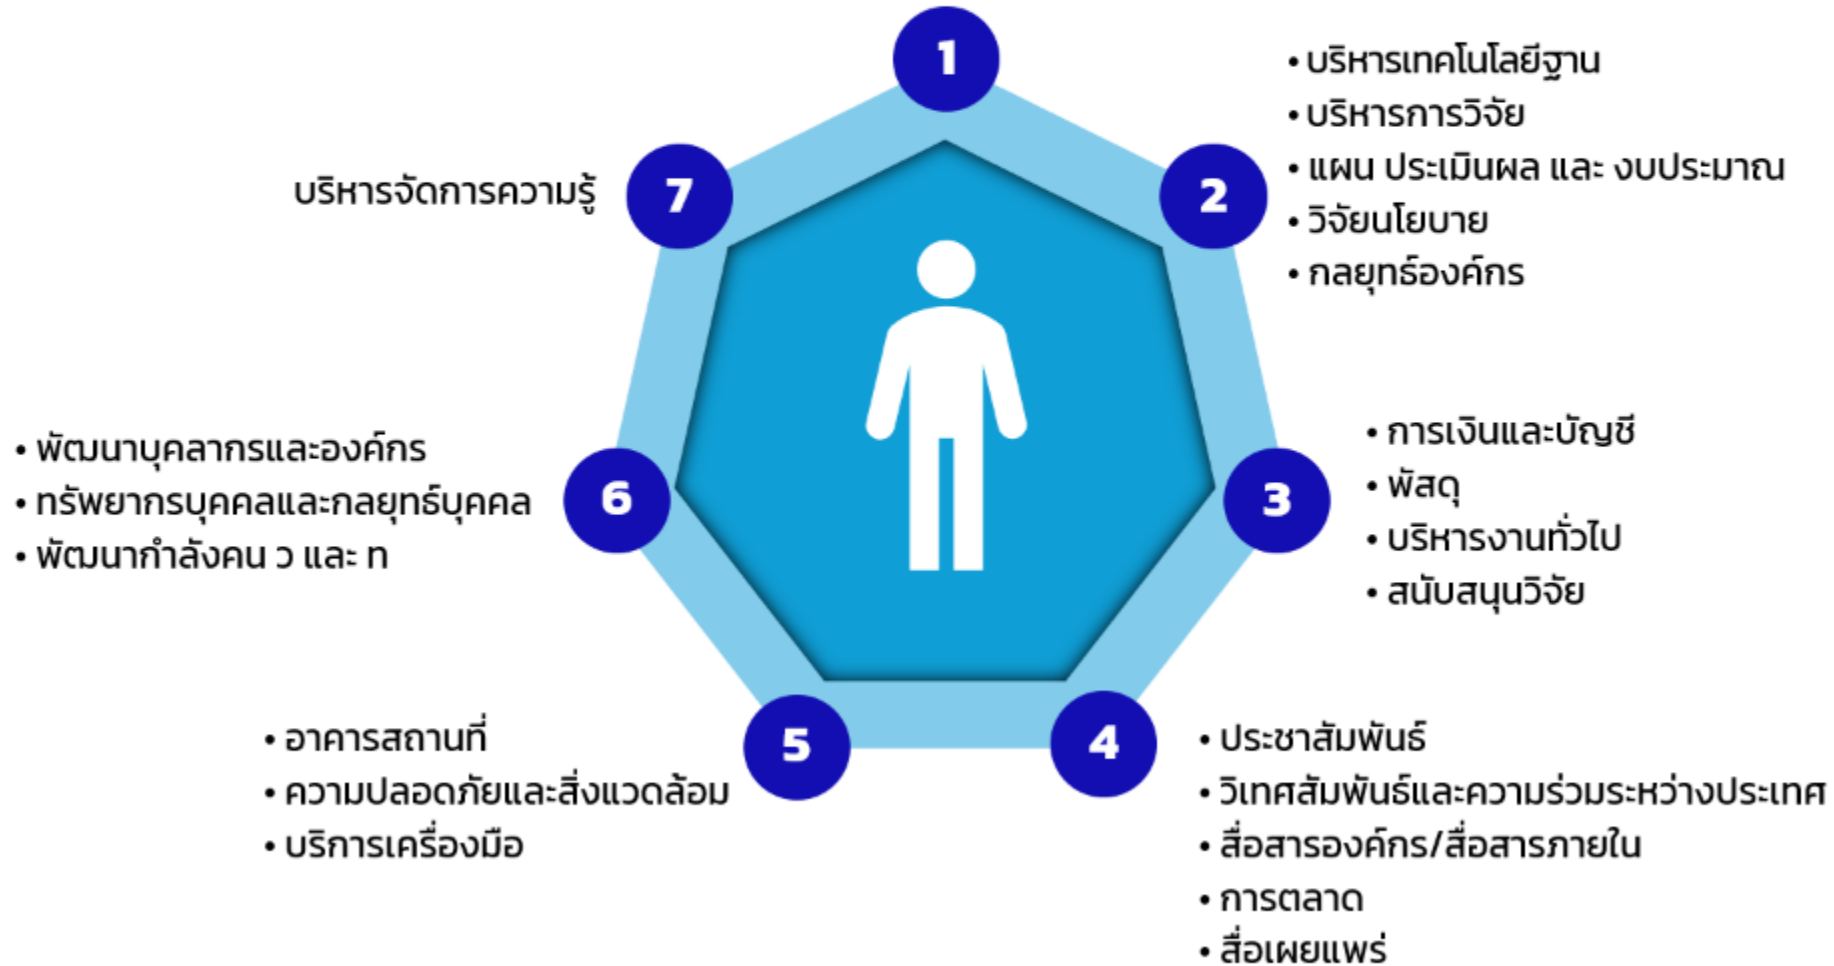 1
2
• บริหารเทคโนโลยีฐาน
• บริหารการวิจัย
• แผน ประเมินผล และ งบประมาณ
• วิจัยนโยบาย
• กลยุทธ์องค์กร
3
• การเงินและบัญชี
• พัสดุ
• บริหารงานทั่วไป
• สนับสนุนวิจัย
4
• ประชาสัมพันธ์
• วิเทศสัมพันธ์และความร่วมระหว่างประเทศ
• สื่อสารองค์กร/สื่อสารภายใน
• การตลาด
• สื่อเผยแพร่
5
• อาคารสถานที่
• ความปลอดภัยและสิ่งแวดล้อม
• บริการเครื่องมือ
6
• พัฒนาบุคลากรและองค์กร
• ทรัพยากรบุคคลและกลยุทธ์บุคคล
• พัฒนากำลังคน ว และ ท
7
บริหารจัดการความรู้